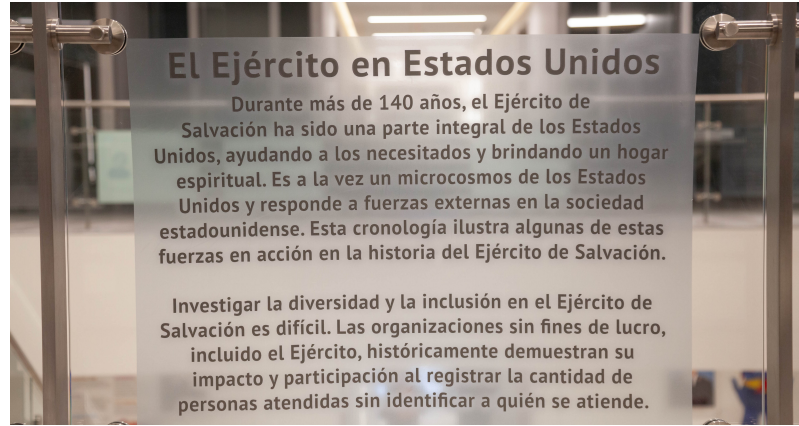 El Ejército en Estados Unidos
Durante más de 140 años, el Ejército de
Salvación ha sido una parte integral de los Estados
Unidos, ayudando a los necesitados y brindando un hogar
espiritual. Es a la vez un microcosmos de los Estados
Unidos y responde a fuerzas externas en la sociedad
estadounidense. Esta cronología ilustra algunas de estas
fuerzas en acción en la historia del Ejército de Salvación.
Investigar la diversidad y la inclusión en el Ejército de
Salvación es difícil. Las organizaciones sin fines de lucro,
incluido el Ejército, históricamente demuestran su
impacto y participación al registrar la cantidad de
personas atendidas sin identificar a quién se atiende.